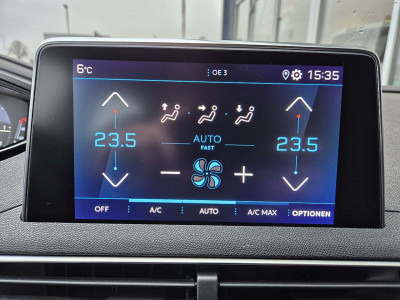 6°C OE 3 15:35
AUTO
23.5 FAST 23.5
OFF A/C AUTO A/C MAX OPTIONEN